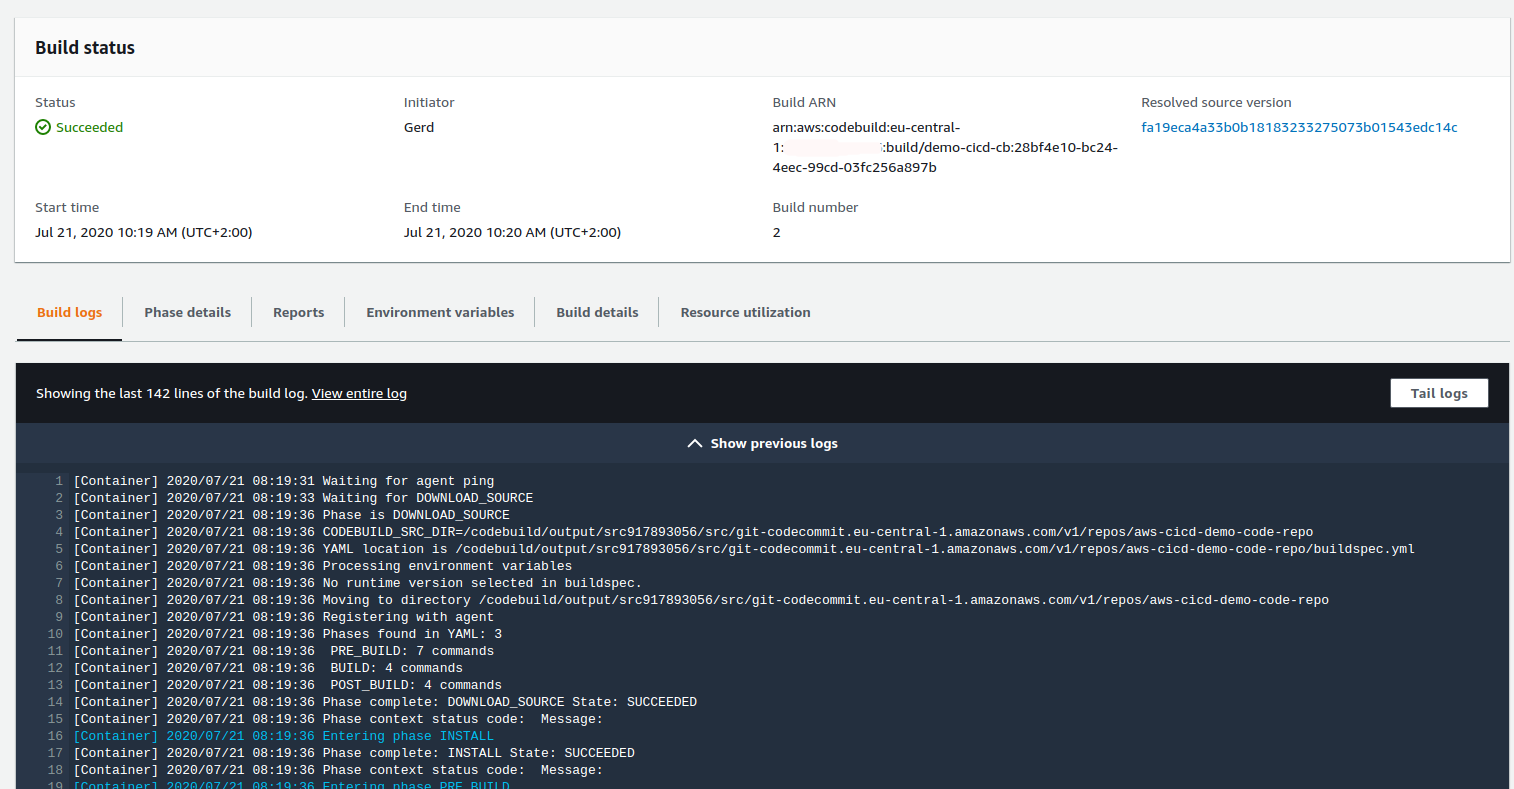 Build status
Status
Succeeded
Initiator
Gerd
Build ARN
arn:aws:codebuild:eu-central-
1: :build/demo-cicd-cb:28bf4e10-bc24-
4eec-99cd-03fc256a897b
Resolved source version
fa19eca4a33b0b18183233275073b01543edc14c
Start time
Jul 21, 2020 10:19 AM (UTC+2:00)
End time
Jul 21, 2020 10:20 AM (UTC+2:00)
Build number
2
Build logs
Phase details
Reports
Environment variables
Build details
Resource utilization
Showing the last 142 lines of the build log. View entire log
Tail logs
Show previous logs
1 [Container] 2020/07/21 08:19:31 Waiting for agent ping
2 [Container] 2020/07/21 08:19:33 Waiting for DOWNLOAD_SOURCE
3 [Container] 2020/07/21 08:19:36 Phase is DOWNLOAD_SOURCE
4 [Container] 2020/07/21 08:19:36 CODEBUILD_SRC_DIR=/codebuild/output/src917893056/src/git-codecommit.eu-central-1.amazonaws.com/v1/repos/aws-cicd-demo-code-repo
5 [Container] 2020/07/21 08:19:36 YAML location is /codebuild/output/src917893056/src/git-codecommit.eu-central-1.amazonaws.com/v1/repos/aws-cicd-demo-code-repo/buildspec.yml
6 [Container] 2020/07/21 08:19:36 Processing environment variables
7 [Container] 2020/07/21 08:19:36 No runtime version selected in buildspec.
8 [Container] 2020/07/21 08:19:36 Moving to directory /codebuild/output/src917893056/src/git-codecommit.eu-central-1.amazonaws.com/v1/repos/aws-cicd-demo-code-repo
9 [Container] 2020/07/21 08:19:36 Registering with agent
10 [Container] 2020/07/21 08:19:36 Phases found in YAML: 3
11 [Container] 2020/07/21 08:19:36  PRE_BUILD: 7 commands
12 [Container] 2020/07/21 08:19:36  BUILD: 4 commands
13 [Container] 2020/07/21 08:19:36  POST_BUILD: 4 commands
14 [Container] 2020/07/21 08:19:36 Phase complete: DOWNLOAD_SOURCE State: SUCCEEDED
15 [Container] 2020/07/21 08:19:36 Phase context status code:  Message:
16 [Container] 2020/07/21 08:19:36 Entering phase INSTALL
17 [Container] 2020/07/21 08:19:36 Phase complete: INSTALL State: SUCCEEDED
18 [Container] 2020/07/21 08:19:36 Phase context status code:  Message:
19 [Container] 2020/07/21 08:19:36 Entering phase PRE_BUILD